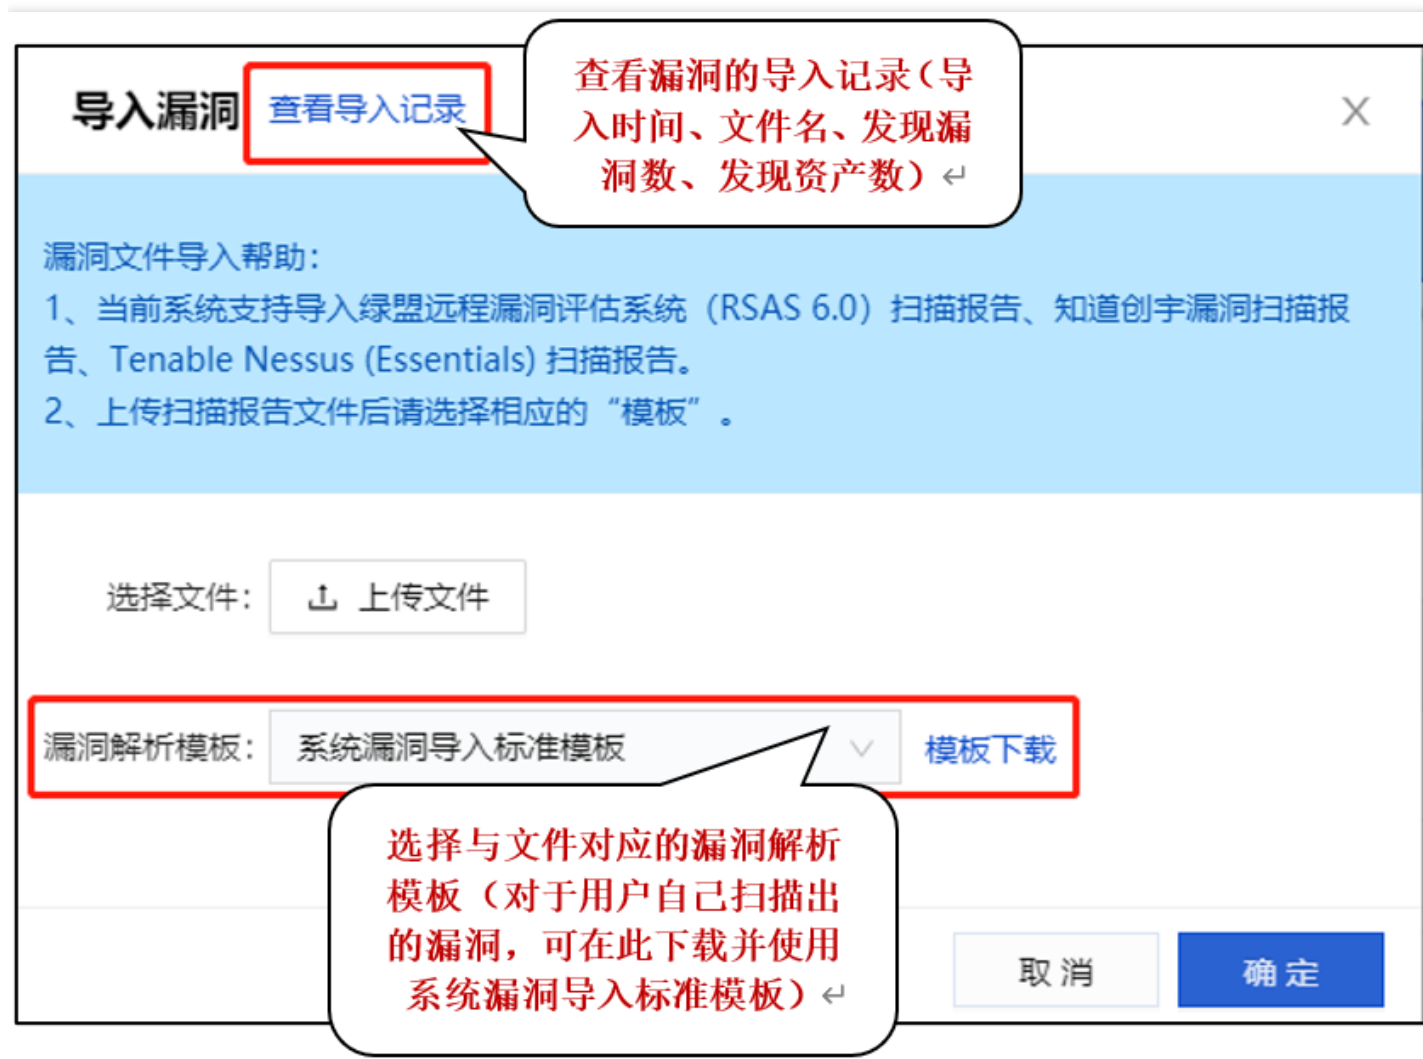 导入漏洞 查看导入记录
查看漏洞的导入记录（导
入时间、文件名、发现漏
洞数、发现资产数）
漏洞文件导入帮助：
1、当前系统支持导入绿盟远程漏洞评估系统（RSAS 6.0）扫描报告、知道创宇漏洞扫描报
告、Tenable Nessus (Essentials) 扫描报告。
2、上传扫描报告文件后请选择相应的“模板”。
选择文件： 上传文件
漏洞解析模板： 系统漏洞导入标准模板 模板下载
选择与文件对应的漏洞解析
模板（对于用户自己扫描出
的漏洞，可在此下载并使用
系统漏洞导入标准模板）
取 消 确 定